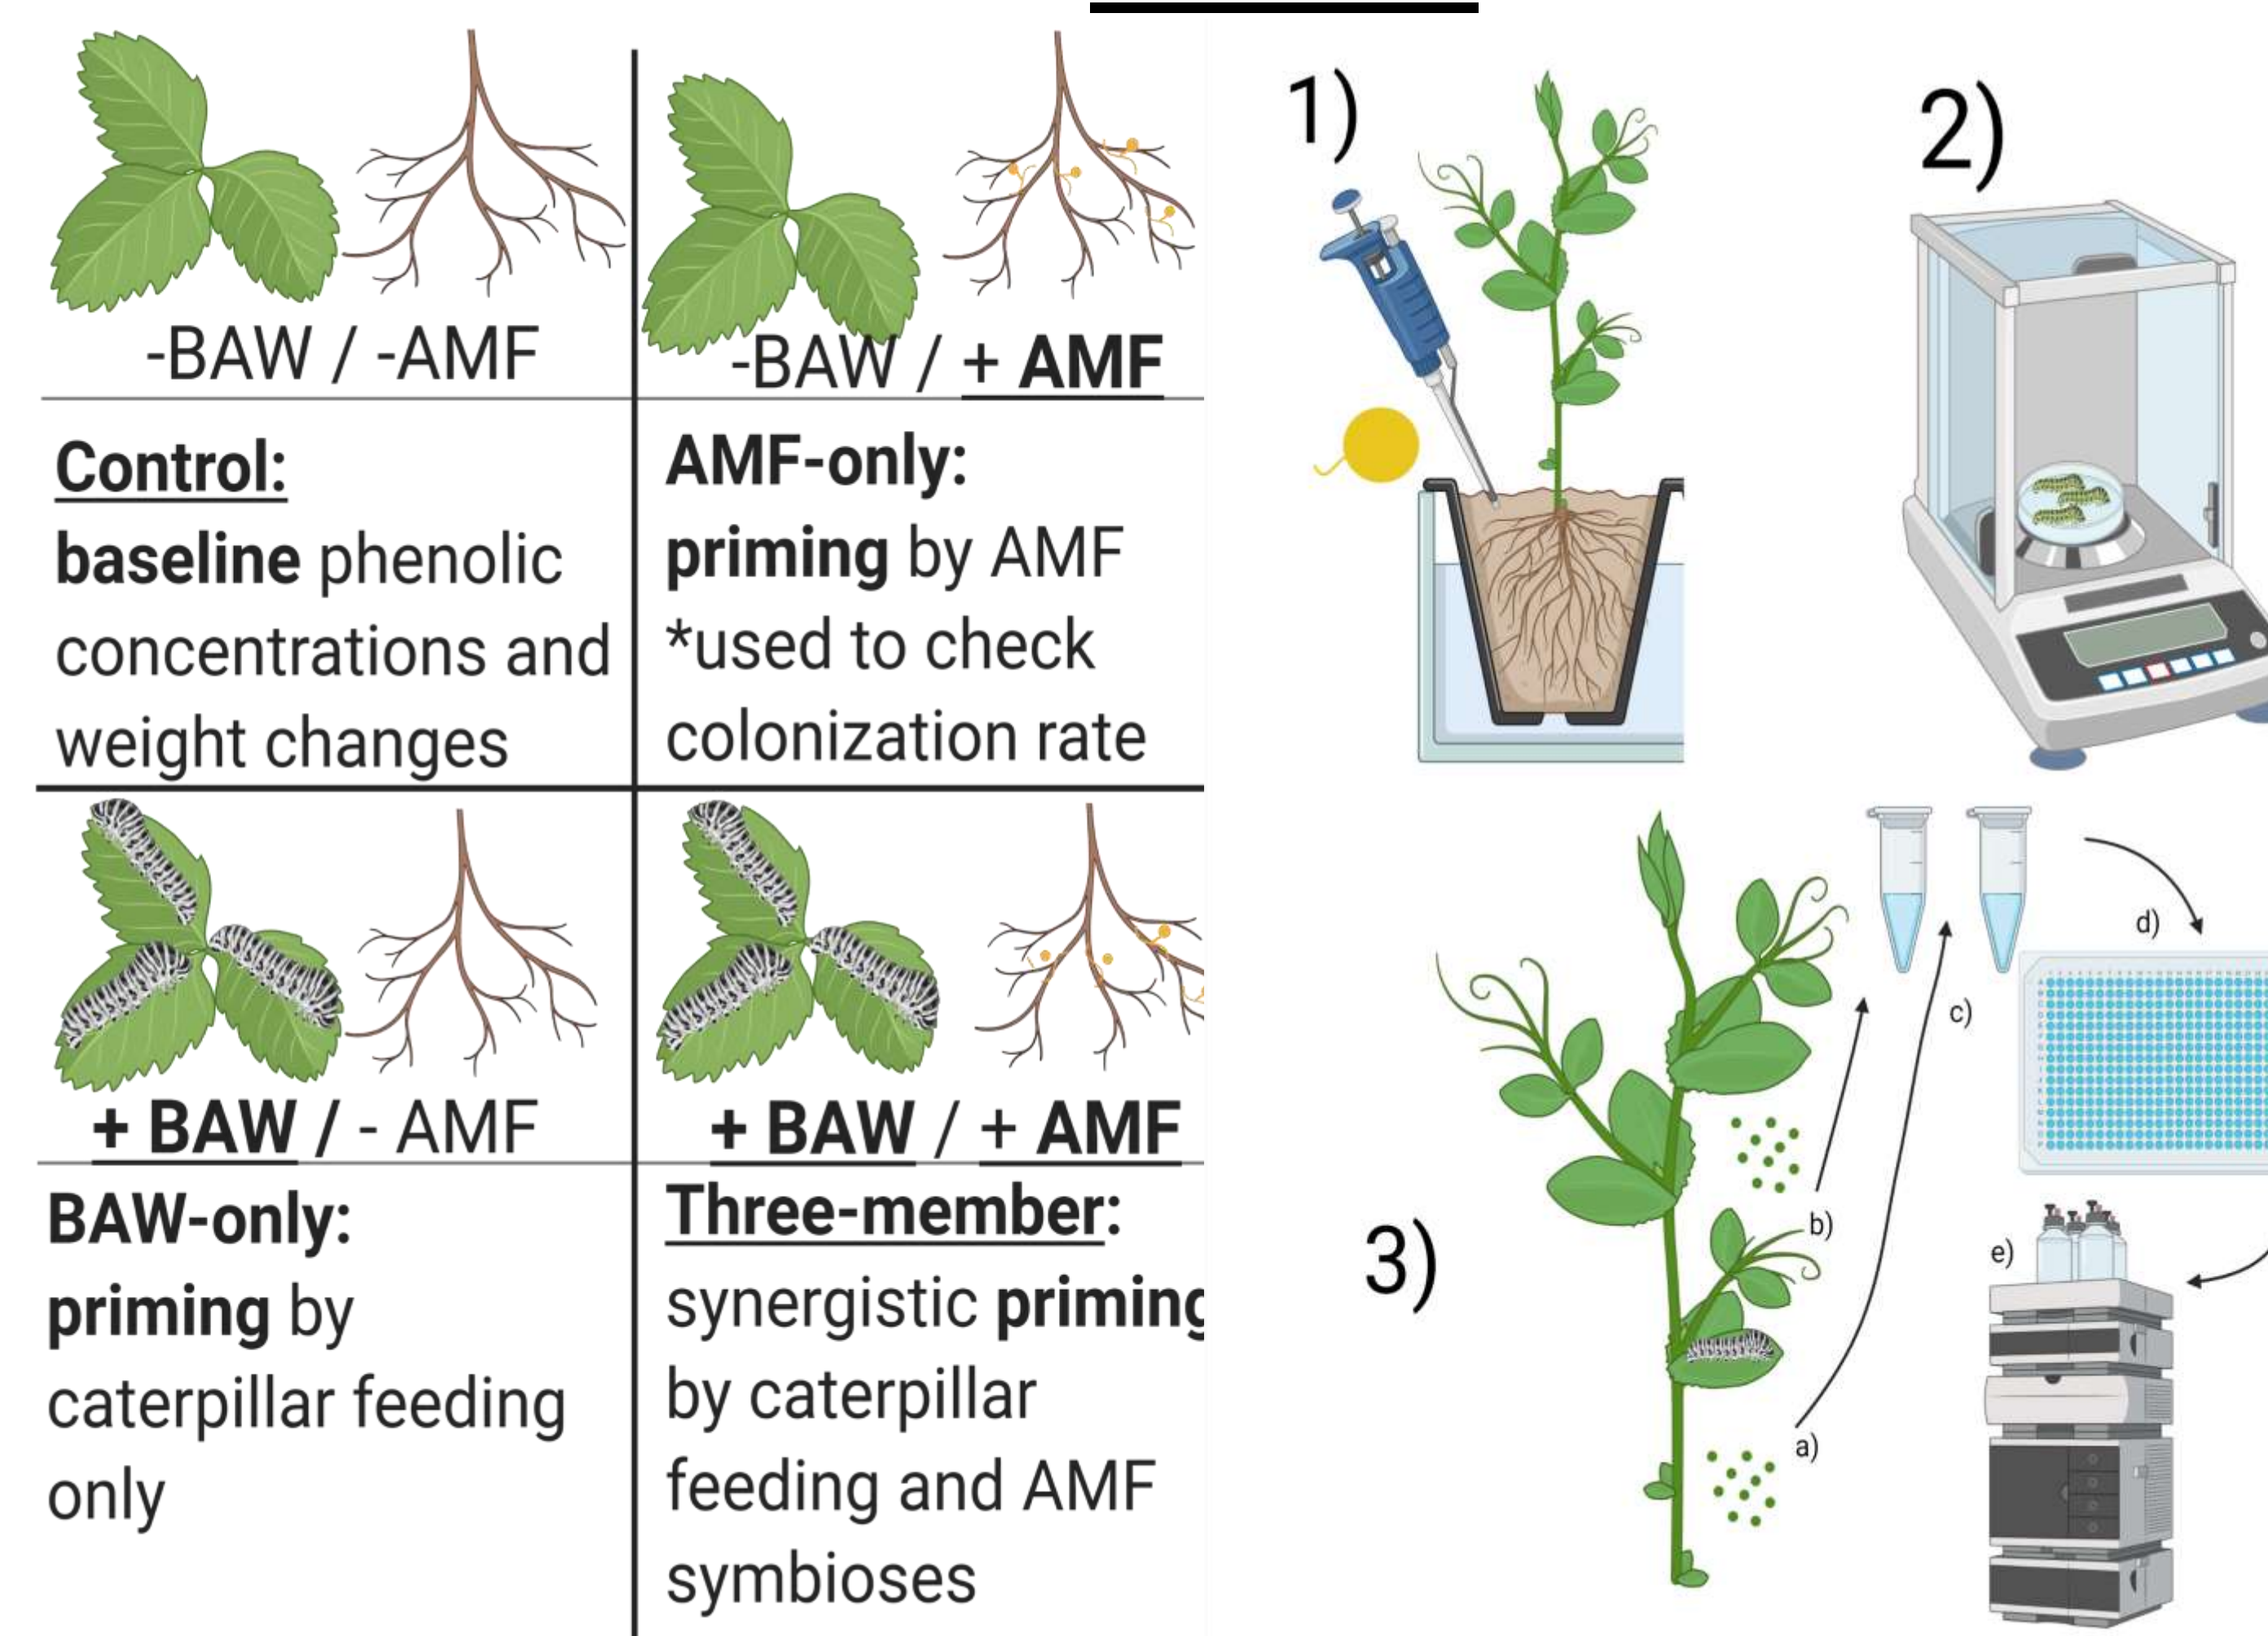 -BAW / -AMF
Control:
baseline phenolic
concentrations and
weight changes
-BAW / + AMF
AMF-only:
priming by AMF
*used to check
colonization rate
+ BAW / - AMF
BAW-only:
priming by
caterpillar feeding
only
+ BAW / + AMF
Three-member:
synergistic priming
by caterpillar
feeding and AMF
symbioses
1)
2)
3)
a)
b)
c)
d)
e)